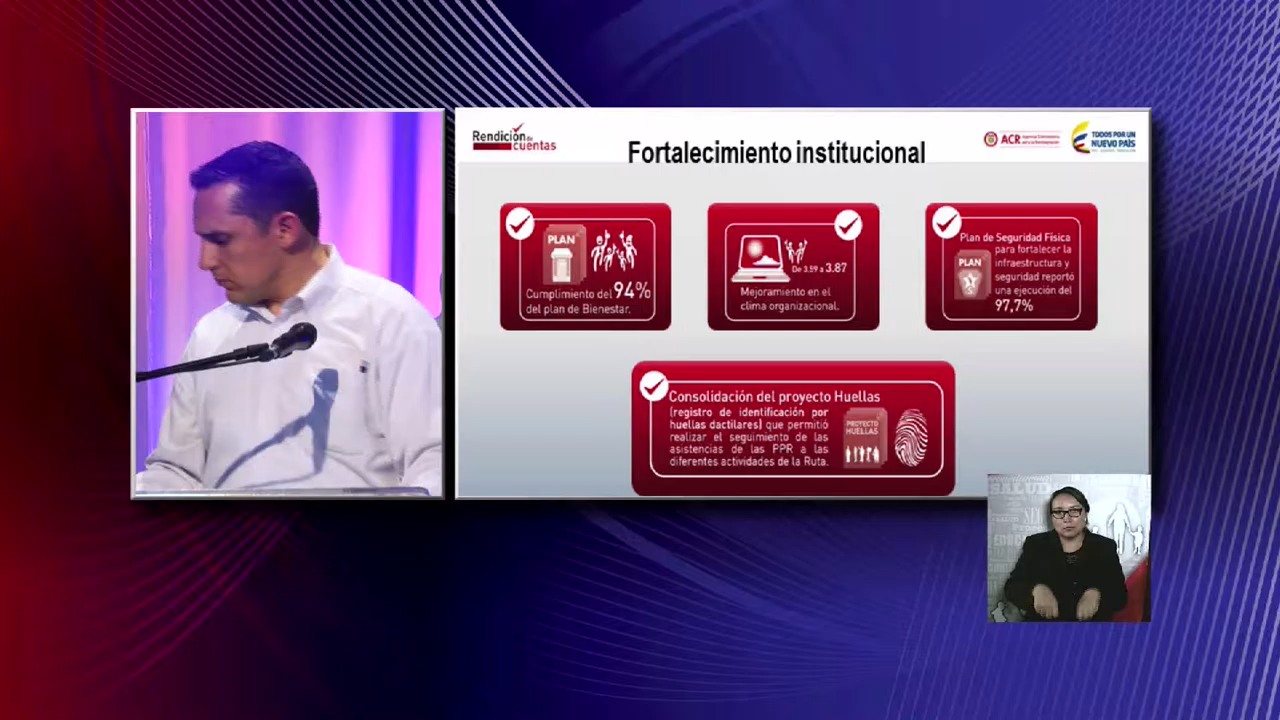 Rendición de
cuentas
Fortalecimiento institucional
ACR
TODOS POR UN
NUEVO PAÍS
PLAN
Cumplimiento del 94%
del plan de Bienestar.
De 3.59 a 3.87
Mejoramiento en el
clima organizacional.
Plan de Seguridad Física
para fortalecer la
infraestructura y
seguridad reportó
una ejecución del
97,7%
PLAN
Consolidación del proyecto Huellas
(registro de identificación por
huellas dactilares) que permitió
realizar el seguimiento de las
asistencias de las PPR a las
diferentes actividades de la Ruta.
PROYECTO
HUELLAS
SALUD